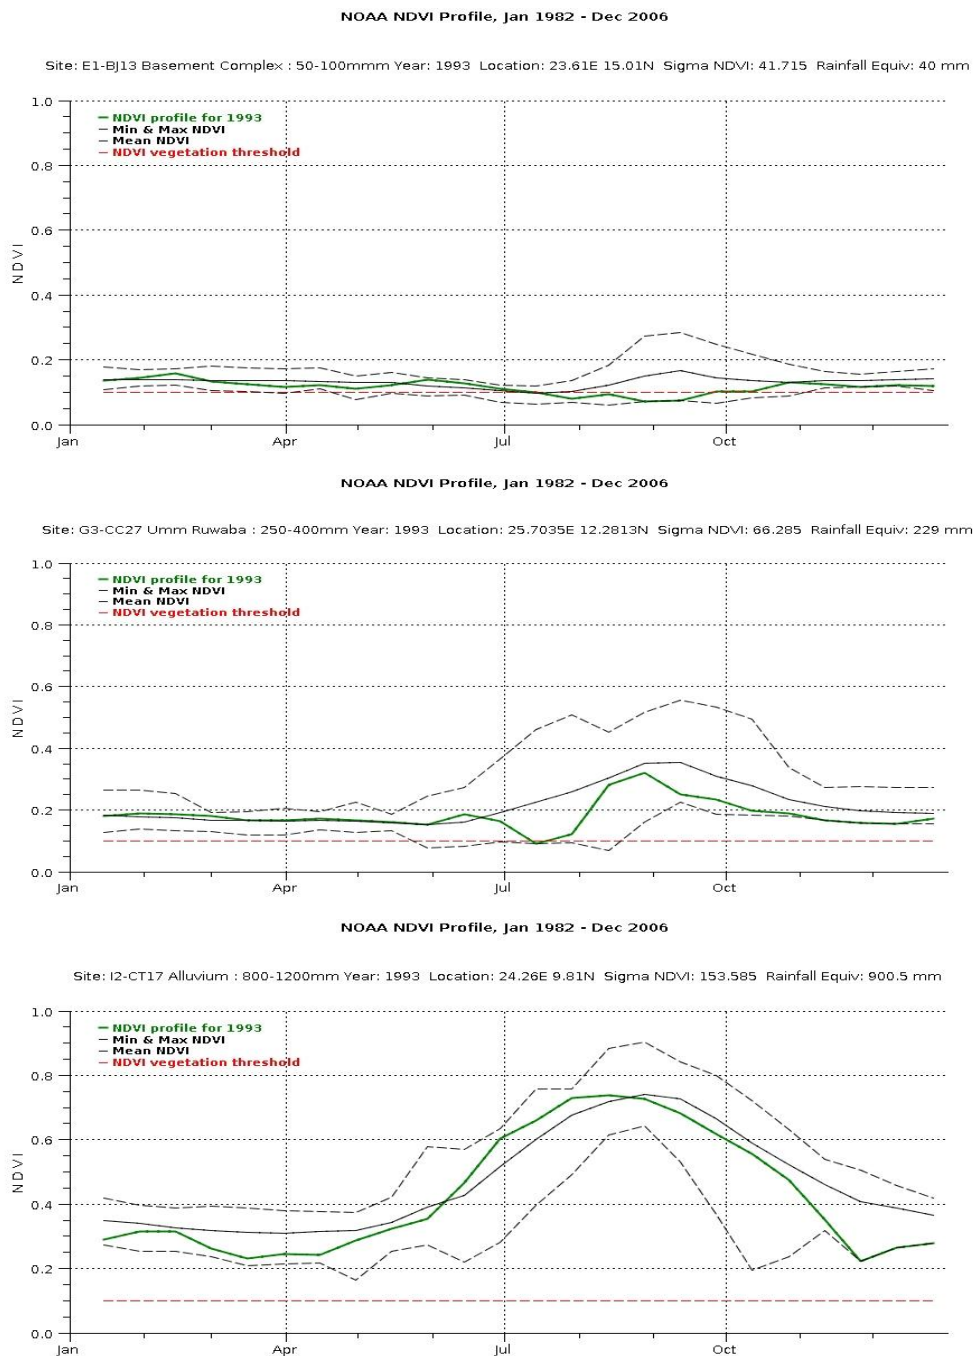 NOAA NDVI Profile, Jan 1982 - Dec 2006
Site: E1-BJ13 Basement Complex : 50-100mmm Year: 1993 Location: 23.61E 15.01N Sigma NDVI: 41.715 Rainfall Equiv: 40 mm
1.0
NDVI profile for 1993
Min & Max NDVI
Mean NDVI
NDVI vegetation threshold
0.8
0.6
NDVI
0.4
0.2
0.0
Jan Apr Jul Oct
NOAA NDVI Profile, Jan 1982 - Dec 2006
Site: G3-CC27 Umm Ruwaba : 250-400mm Year: 1993 Location: 25.7035E 12.2813N Sigma NDVI: 66.285 Rainfall Equiv: 229 mm
1.0
NDVI profile for 1993
Min & Max NDVI
Mean NDVI
NDVI vegetation threshold
0.8
0.6
NDVI
0.4
0.2
0.0
Jan Apr Jul Oct
NOAA NDVI Profile, Jan 1982 - Dec 2006
Site: I2-CT17 Alluvium : 800-1200mm Year: 1993 Location: 24.26E 9.81N Sigma NDVI: 153.585 Rainfall Equiv: 900.5 mm
1.0
NDVI profile for 1993
Min & Max NDVI
Mean NDVI
NDVI vegetation threshold
0.8
0.6
NDVI
0.4
0.2
0.0
Jan Apr Jul Oct